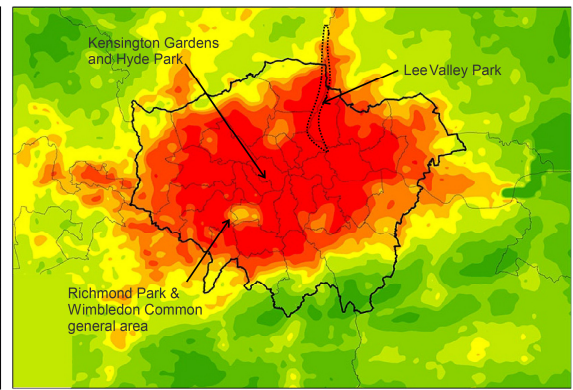 Kensington Gardens
and Hyde Park
Lee Valley Park
Richmond Park &
Wimbledon Common
general area